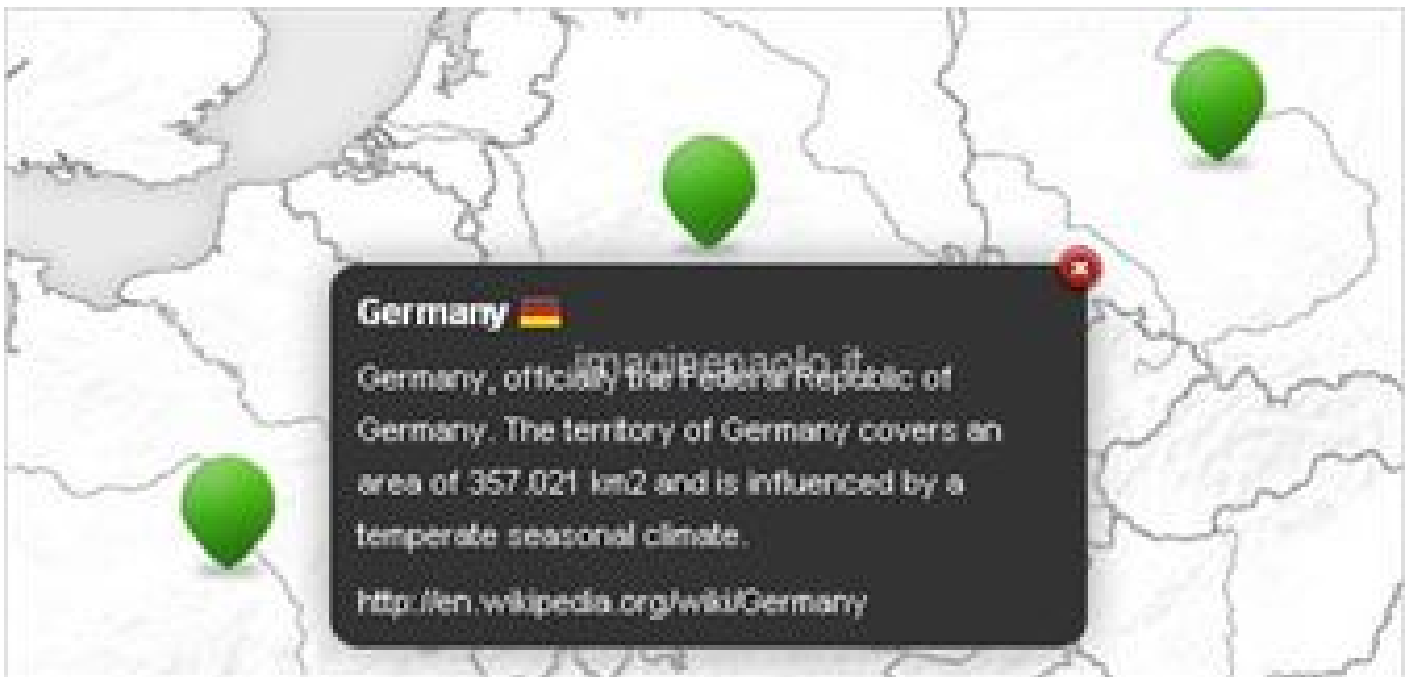 Germany
imaginepaolo.it
Germany, officially the Federal Republic of
Germany. The territory of Germany covers an
area of 357.021 km2 and is influenced by a
temperate seasonal climate.
http://en.wikipedia.org/wiki/Germany